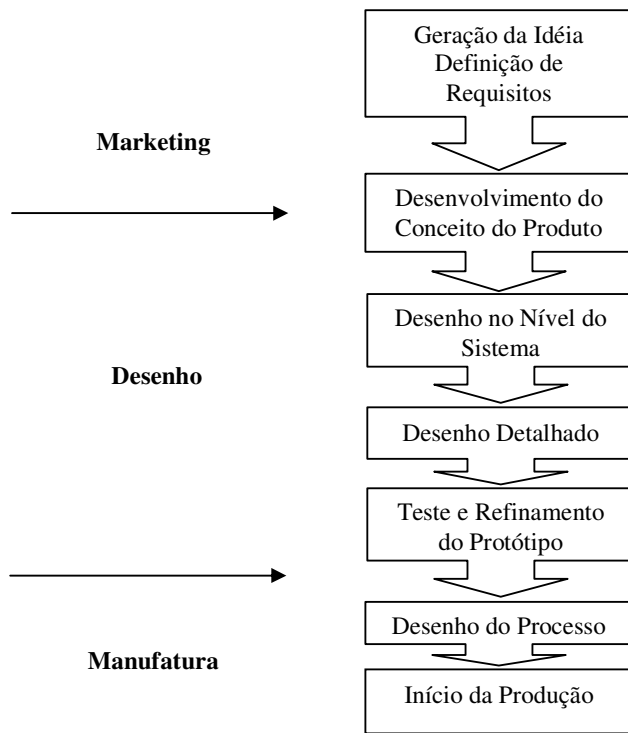 Geração da Idéia
Definição de
Requisitos
Marketing
Desenvolvimento do
Conceito do Produto
Desenho no Nível do
Sistema
Desenho
Desenho Detalhado
Teste e Refinamento
do Protótipo
Desenho do Processo
Manufatura
Início da Produção